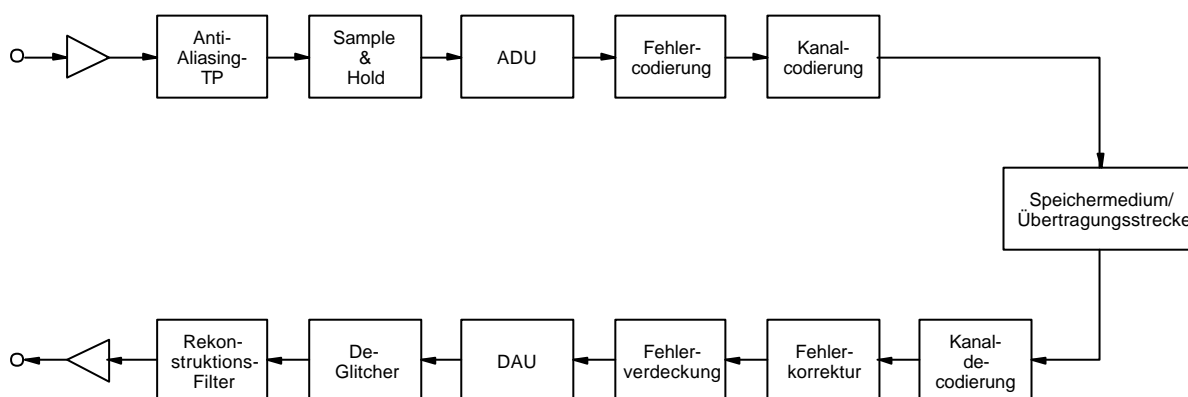 Anti-
Aliasing-
TP
Sample
&
Hold
ADU
Fehler-
codierung
Kanal-
codierung
Speichermedium/
Übertragungsstrecke
Rekon-
struktions-
Filter
De-
Glitcher
DAU
Fehler-
verdeckung
Fehler-
korrektur
Kanal-
de-
codierung